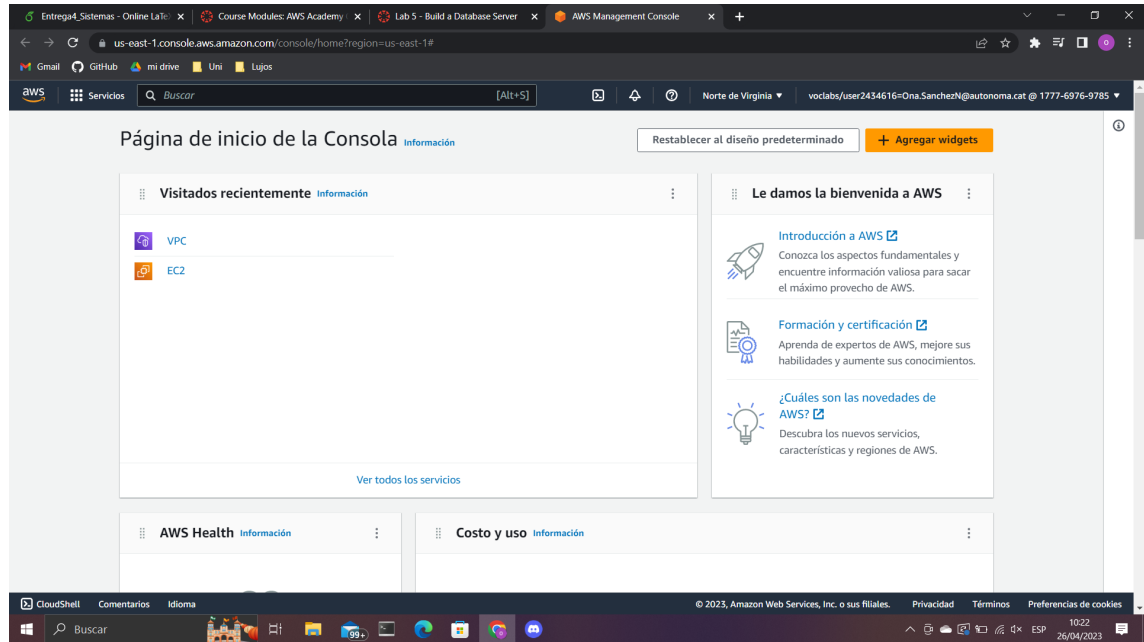 Entrega4_Sistemas - Online LaTe
Course Modules: AWS Academy
Lab 5 - Build a Database Server
AWS Management Console
us-east-1.console.aws.amazon.com/console/home?region=us-east-1#
Gmail GitHub mi drive Uni Lujos
aws Servicios Buscar [Alt+S] Norte de Virginia voclabs/user2434616=Ona.SanchezN@autonoma.cat @ 1777-6976-9785
Página de inicio de la Consola Información
Restablecer al diseño predeterminado
+ Agregar widgets
Visitados recientemente Información
VPC
EC2
Ver todos los servicios
Le damos la bienvenida a AWS
Introducción a AWS
Conozca los aspectos fundamentales y
encuentre información valiosa para sacar
el máximo provecho de AWS.
Formación y certificación
Aprenda de expertos de AWS, mejore sus
habilidades y aumente sus conocimientos.
¿Cuáles son las novedades de
AWS?
Descubra los nuevos servicios,
características y regiones de AWS.
AWS Health Información
Costo y uso Información
CloudShell Comentarios Idioma © 2023, Amazon Web Services, Inc. o sus filiales. Privacidad Términos Preferencias de cookies
Buscar 99+ ESP 10:22
26/04/2023